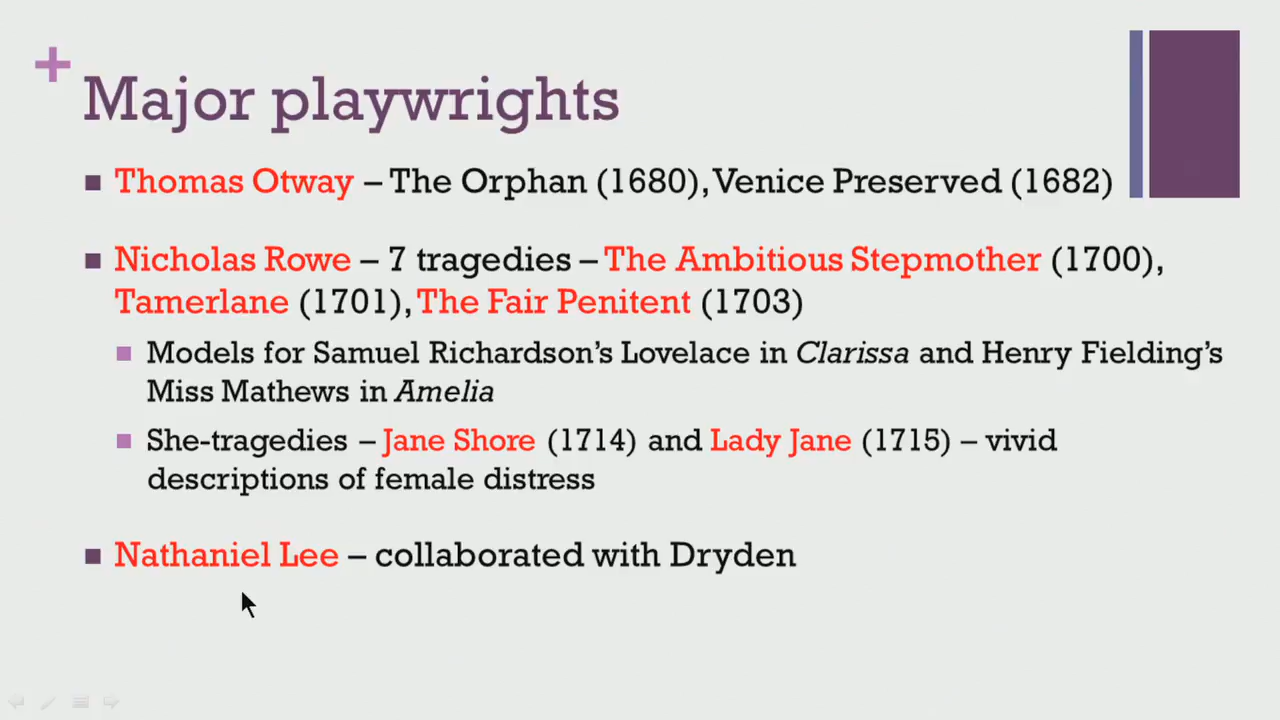 Major playwrights
Thomas Otway – The Orphan (1680), Venice Preserved (1682)
Nicholas Rowe – 7 tragedies – The Ambitious Stepmother (1700),
Tamerlane (1701), The Fair Penitent (1703)
Models for Samuel Richardson's Lovelace in Clarissa and Henry Fielding's
Miss Mathews in Amelia
She-tragedies – Jane Shore (1714) and Lady Jane (1715) – vivid
descriptions of female distress
Nathaniel Lee – collaborated with Dryden